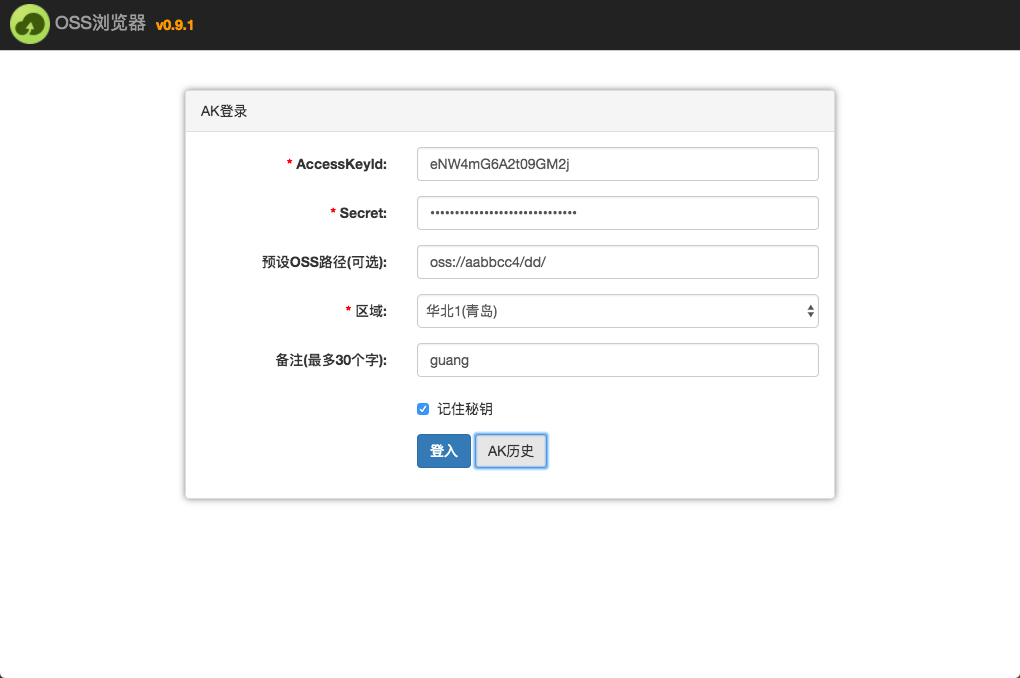 OSS浏览器 v0.9.1
AK登录
* AccessKeyId: eNW4mG6A2t09GM2j
* Secret: ••••••••••••••••••••••••••••••
预设OSS路径(可选): oss://aabbcc4/dd/
* 区域: 华北1(青岛)
备注(最多30个字): guang
记住秘钥
登入 AK历史